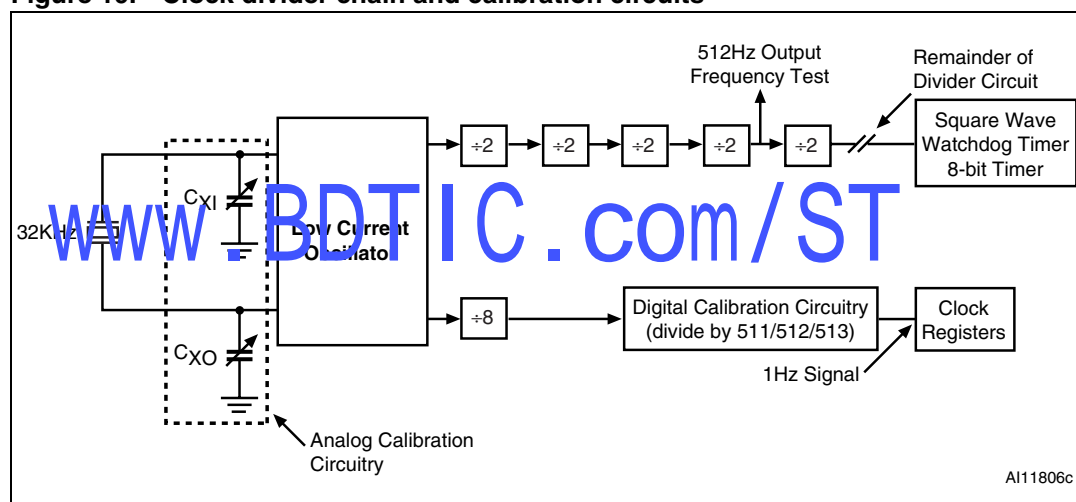 Figure 16. Clock divider chain and calibration circuits
512Hz Output
Frequency Test
Remainder of
Divider Circuit
÷2
÷2
÷2
÷2
÷2
Square Wave
Watchdog Timer
8-bit Timer
CXI
32KHz
Low Current
Oscillator
www.BDTIC.com/ST
÷8
Digital Calibration Circuitry
(divide by 511/512/513)
Clock
Registers
CXO
1Hz Signal
Analog Calibration
Circuitry
AI11806c